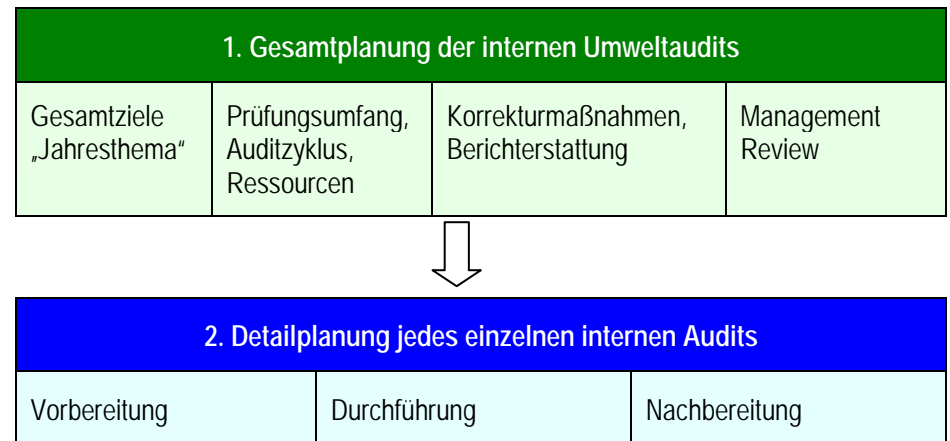 1. Gesamtplanung der internen Umweltaudits
Gesamtziele
„Jahresthema“
Prüfungsumfang,
Auditzyklus,
Ressourcen
Korrekturmaßnahmen,
Berichterstattung
Management
Review
2. Detailplanung jedes einzelnen internen Audits
Vorbereitung
Durchführung
Nachbereitung